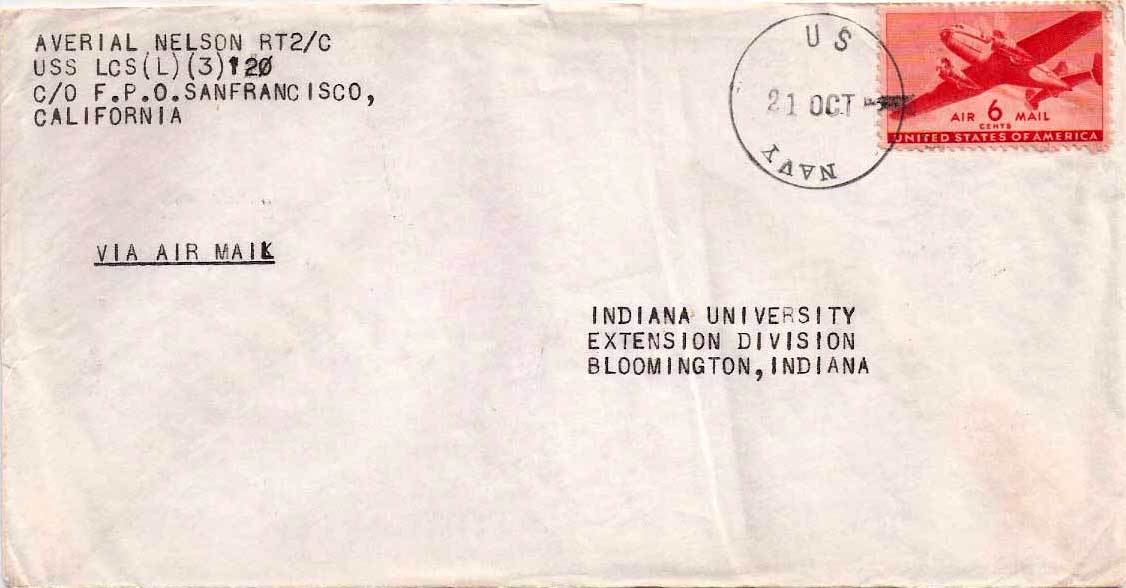 AVERIAL NELSON RT2/C
USS LCS(L)(3)120
C/O F.P.O.SANFRANCISCO,
CALIFORNIA
US
21 OCT
NAVY
AIR 6 MAIL
CENTS
UNITED STATES OF AMERICA
VIA AIR MAIL
INDIANA UNIVERSITY
EXTENSION DIVISION
BLOOMINGTON,INDIANA